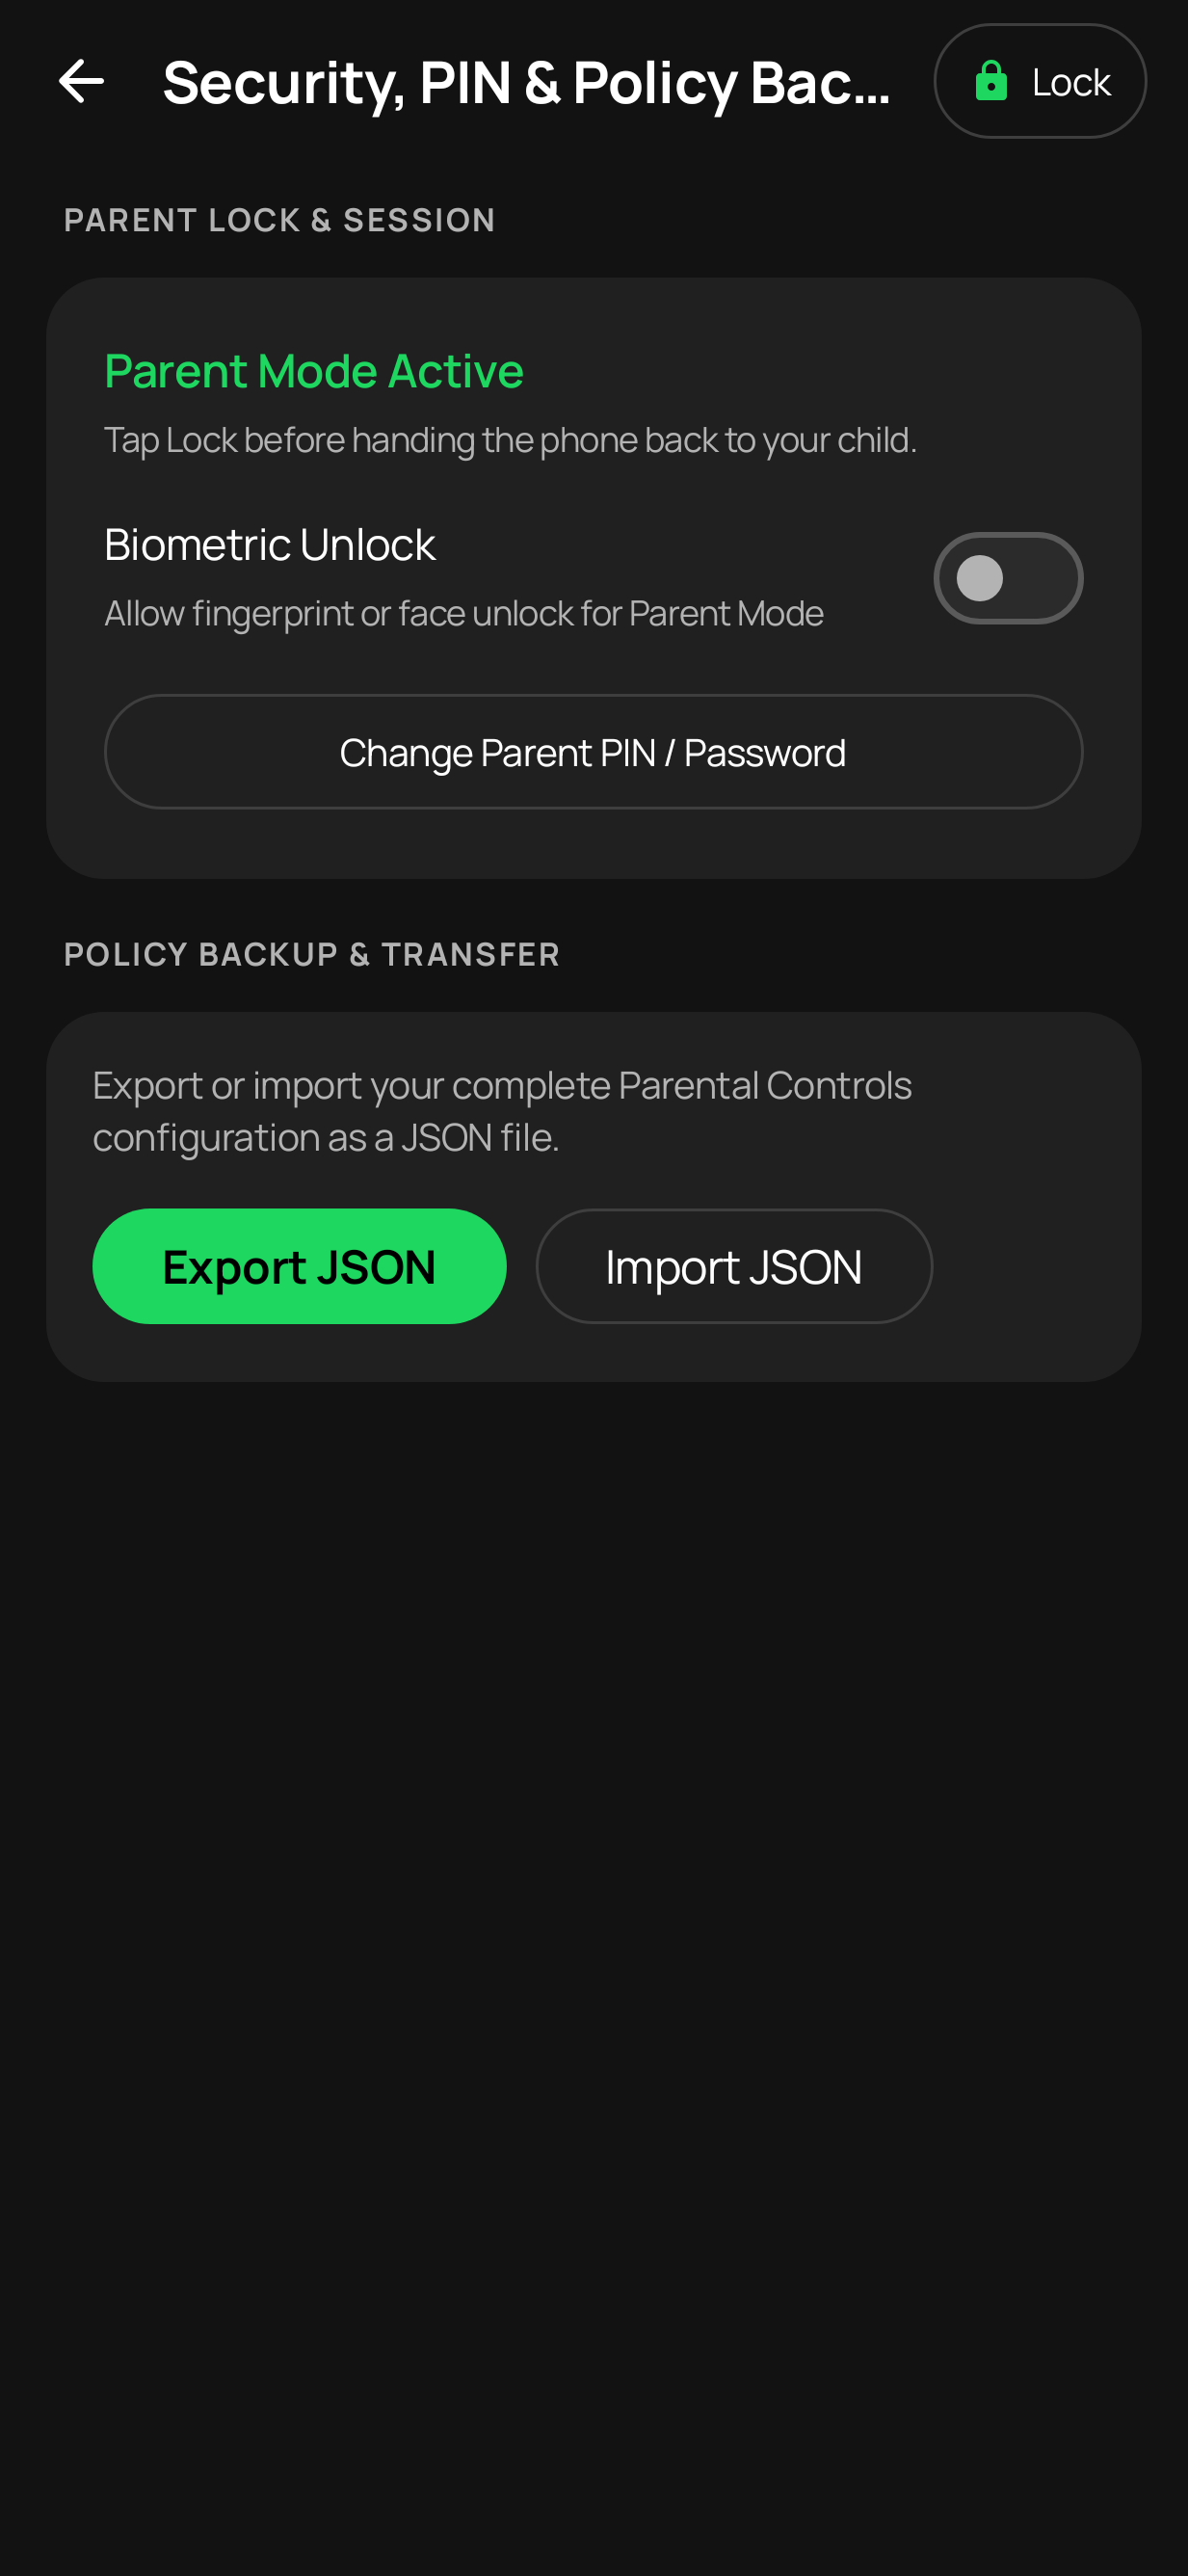 Security, PIN & Policy Bac...
Lock
PARENT LOCK & SESSION
Parent Mode Active
Tap Lock before handing the phone back to your child.
Biometric Unlock
Allow fingerprint or face unlock for Parent Mode
Change Parent PIN / Password
POLICY BACKUP & TRANSFER
Export or import your complete Parental Controls
configuration as a JSON file.
Export JSON
Import JSON